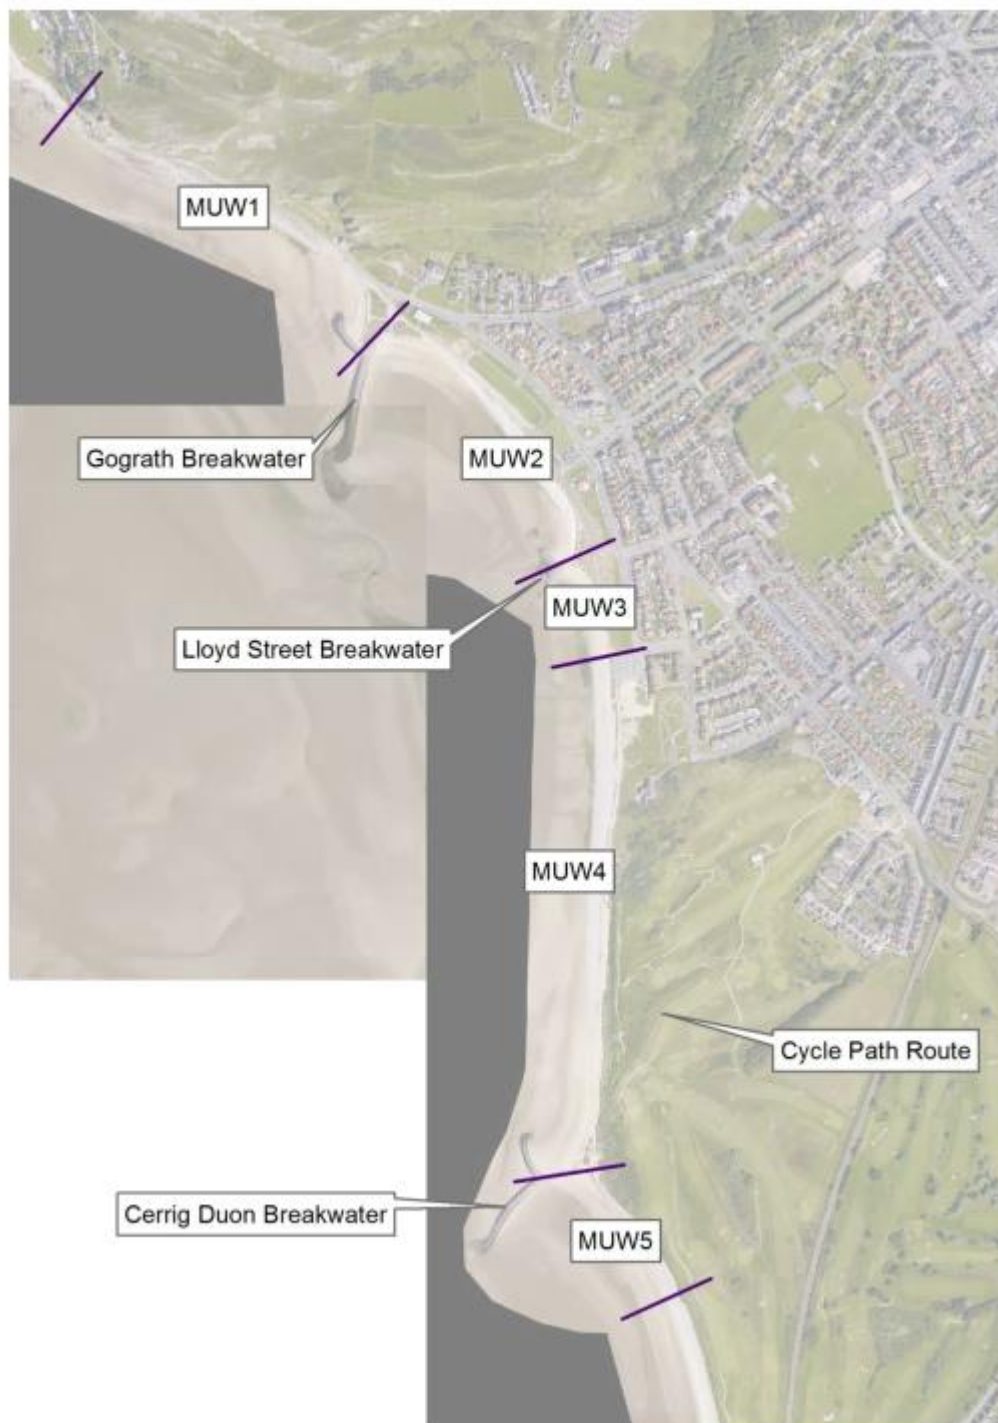 MUW1
Gograth Breakwater
MUW2
MUW3
Lloyd Street Breakwater
MUW4
Cycle Path Route
Cerrig Duon Breakwater
MUW5